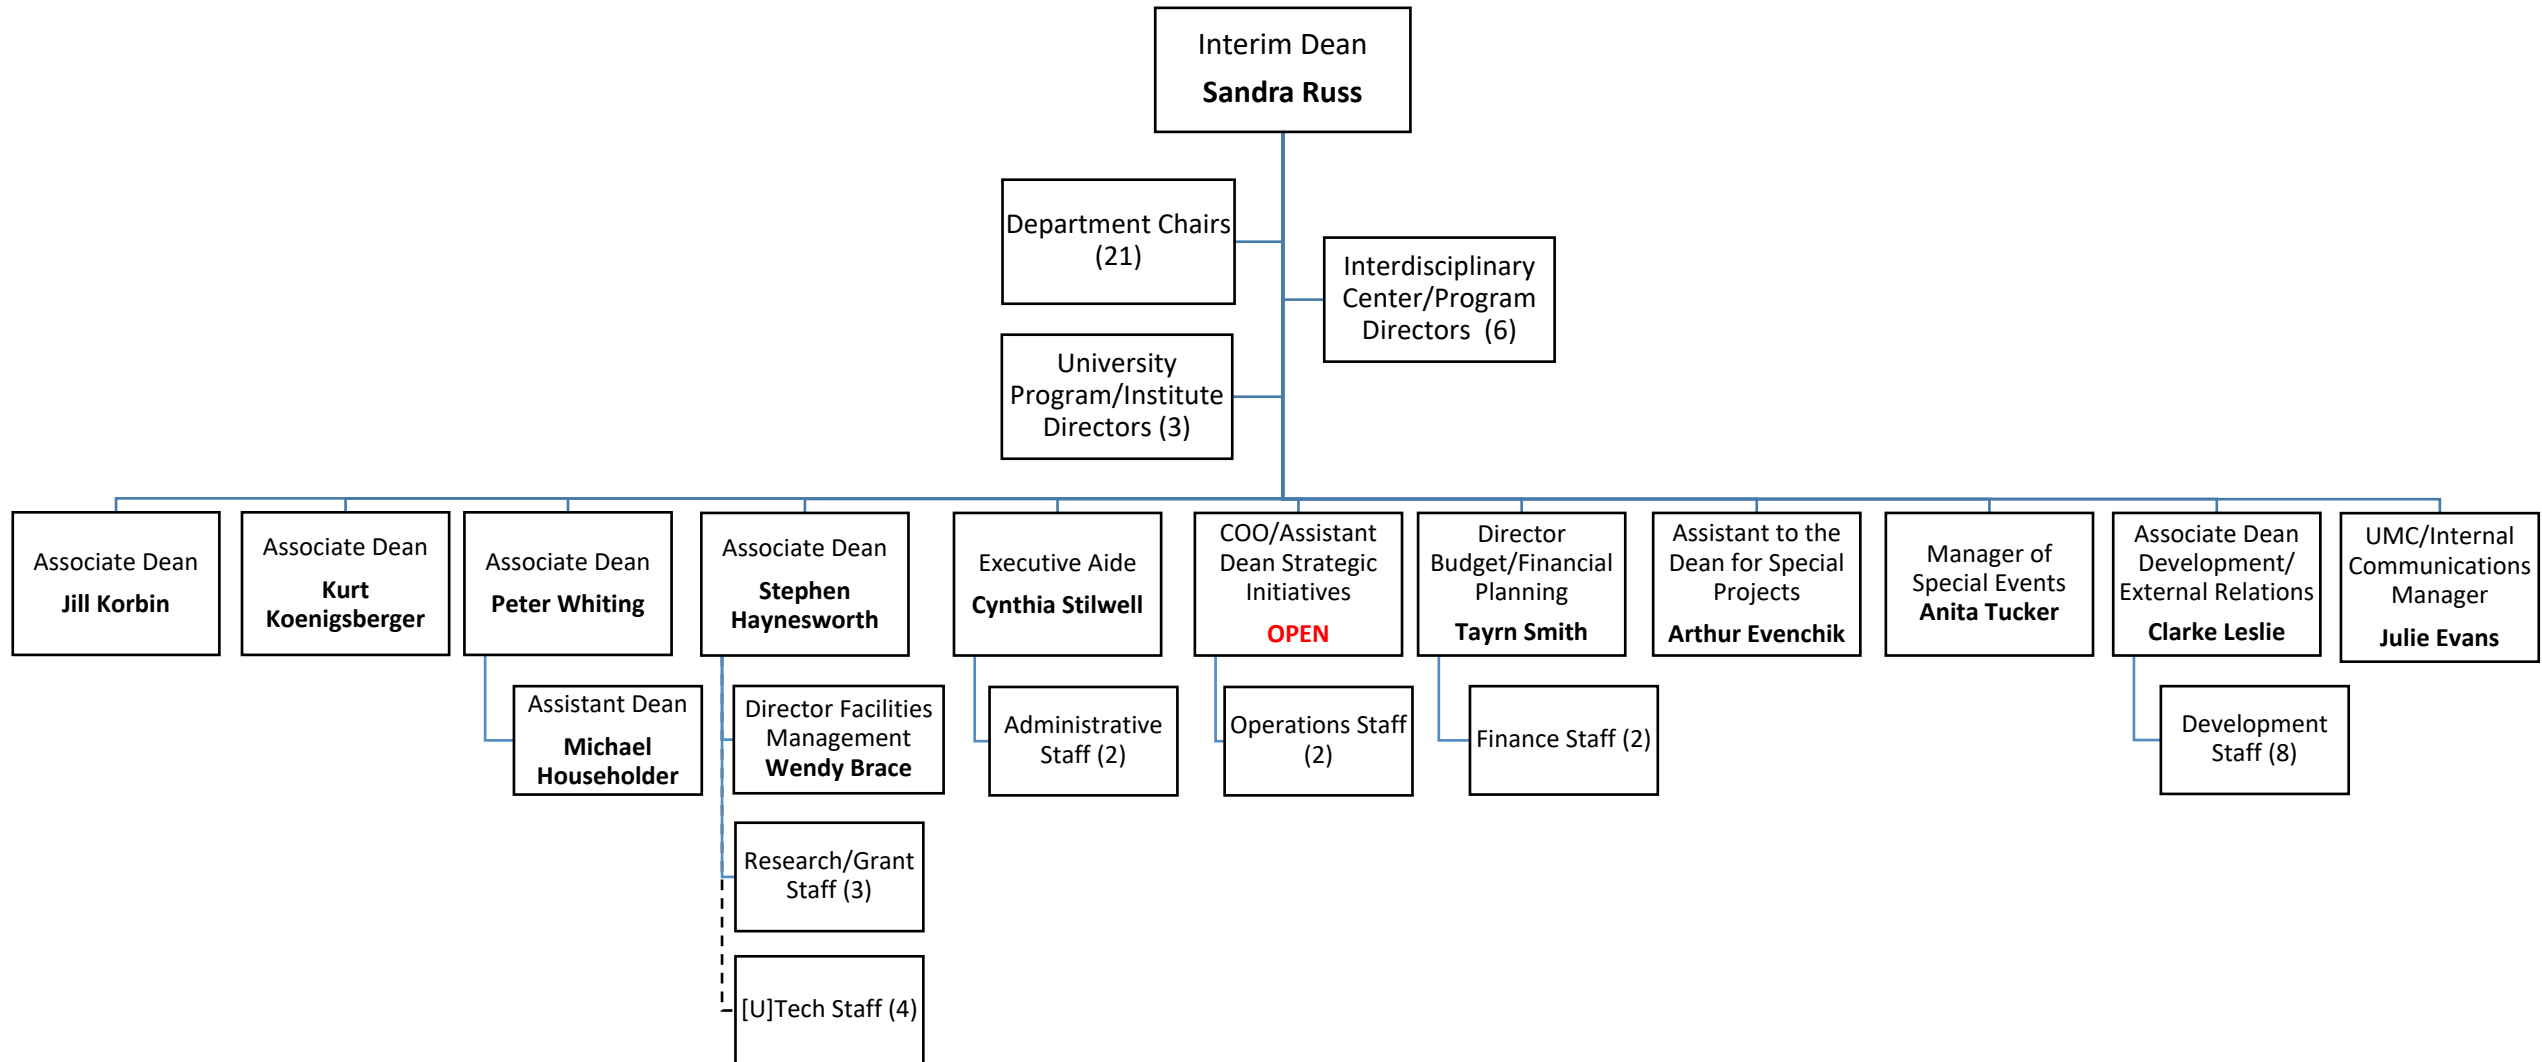 Interim Dean
Sandra Russ
Department Chairs
(21)
Interdisciplinary
Center/Program
Directors (6)
University
Program/Institute
Directors (3)
Associate Dean
Jill Korbin
Associate Dean
Kurt
Koenigsberger
Associate Dean
Peter Whiting
Associate Dean
Stephen
Haynesworth
Executive Aide
Cynthia Stilwell
COO/Assistant
Dean Strategic
Initiatives
OPEN
Director
Budget/Financial
Planning
Tayrn Smith
Assistant to the
Dean for Special
Projects
Arthur Evenchik
Manager of
Special Events
Anita Tucker
Associate Dean
Development/
External Relations
Clarke Leslie
UMC/Internal
Communications
Manager
Julie Evans
Assistant Dean
Michael
Householder
Director Facilities
Management
Wendy Brace
Administrative
Staff (2)
Operations Staff
(2)
Finance Staff (2)
Development
Staff (8)
Research/Grant
Staff (3)
[U]Tech Staff (4)